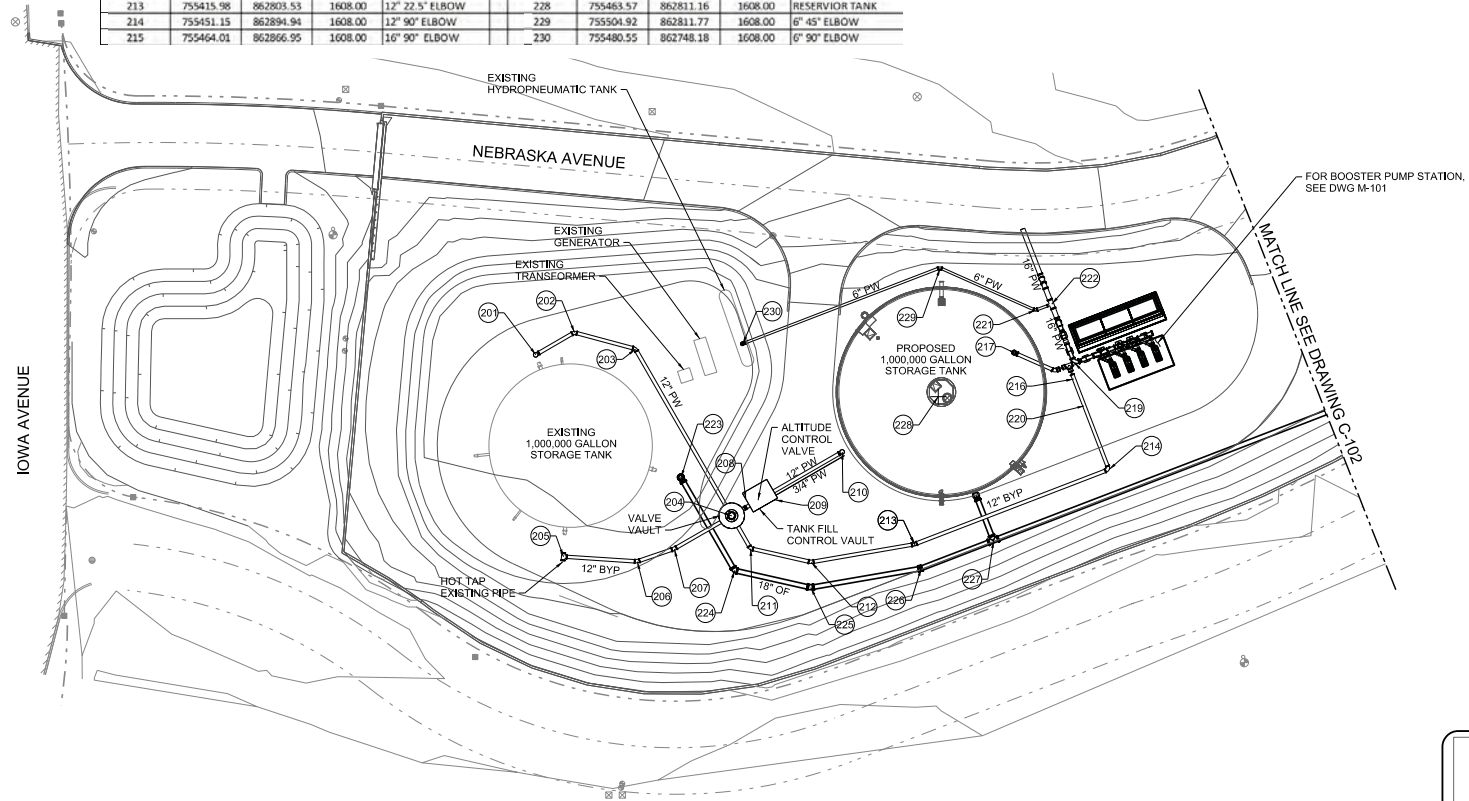 213 755415.98 862803.53 1608.00 12" 22.5° ELBOW 228 755463.57 862811.16 1608.00 RESERVIOR TANK
214 755451.15 862894.94 1608.00 12" 90° ELBOW 229 755504.92 862811.77 1608.00 6" 45° ELBOW
215 755464.01 862866.95 1608.00 16" 90° ELBOW 230 755480.55 862748.18 1608.00 6" 90° ELBOW
EXISTING
HYDROPNEUMATIC TANK
NEBRASKA AVENUE
FOR BOOSTER PUMP STATION,
SEE DWG M-101
EXISTING
GENERATOR
EXISTING
TRANSFORMER
MATCH LINE SEE DRAWING C-102
16" PW
6" PW
6" PW
222
202
201
230
229
221
16" PW
203
217
PROPOSED
1,000,000 GALLON
STORAGE TANK
12" PW
216
219
220
IOWA AVENUE
228
223
EXISTING
1,000,000 GALLON
STORAGE TANK
ALTITUDE
CONTROL
VALVE
214
208
12" PW
3/4" PW
210
204
209
12" BYP
VALVE
VAULT
TANK FILL
CONTROL VAULT
213
205
227
12" BYP
HOT TAP
EXISTING PIPE
206
207
18" OF
224
211
212
226
225